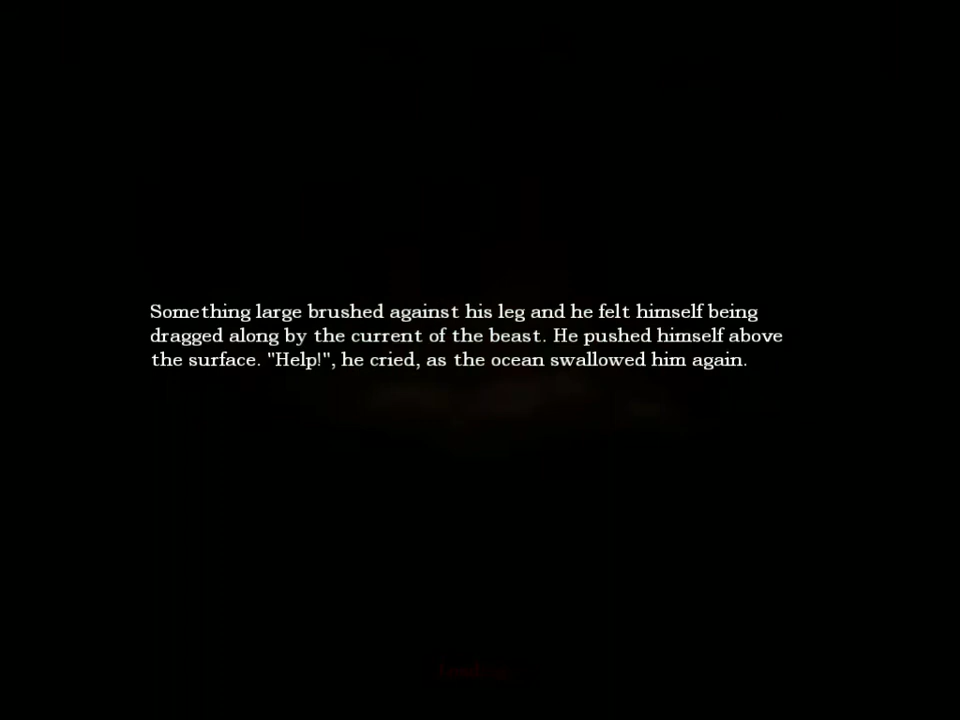 Something large brushed against his leg and he felt himself being
dragged along by the current of the beast. He pushed himself above
the surface. "Help!", he cried, as the ocean swallowed him again.